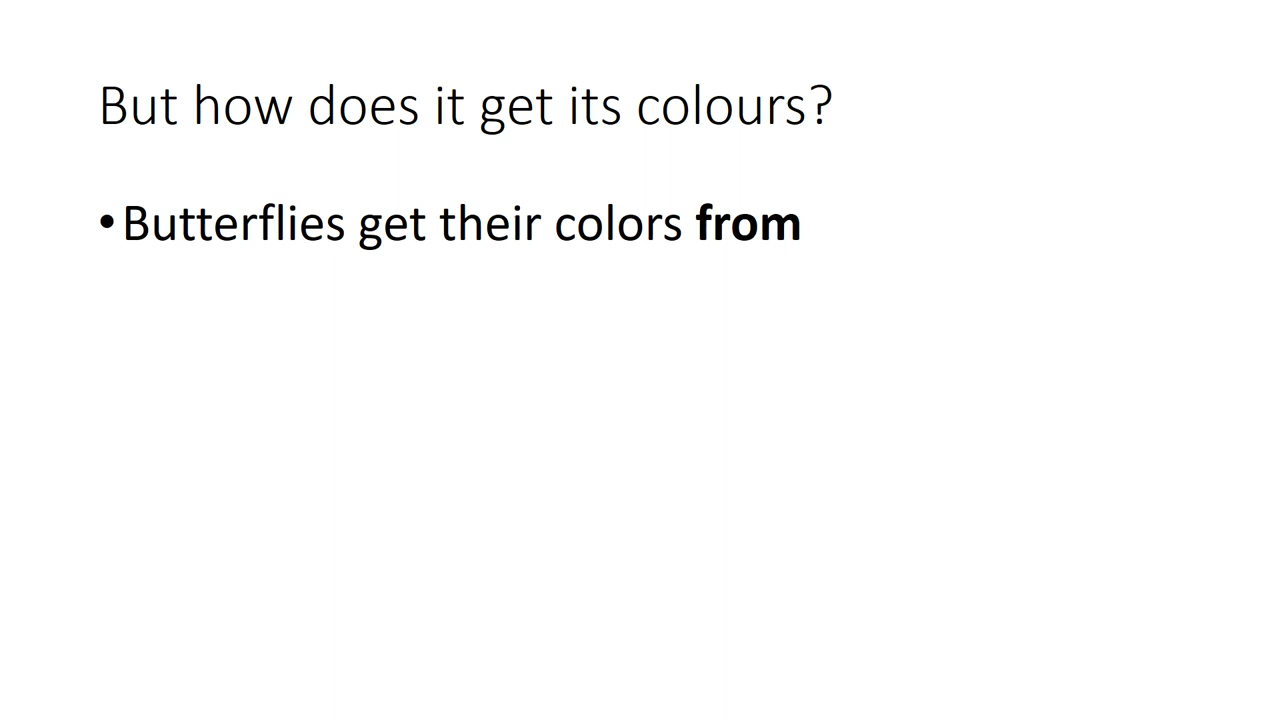 But how does it get its colours?
•Butterflies get their colors from